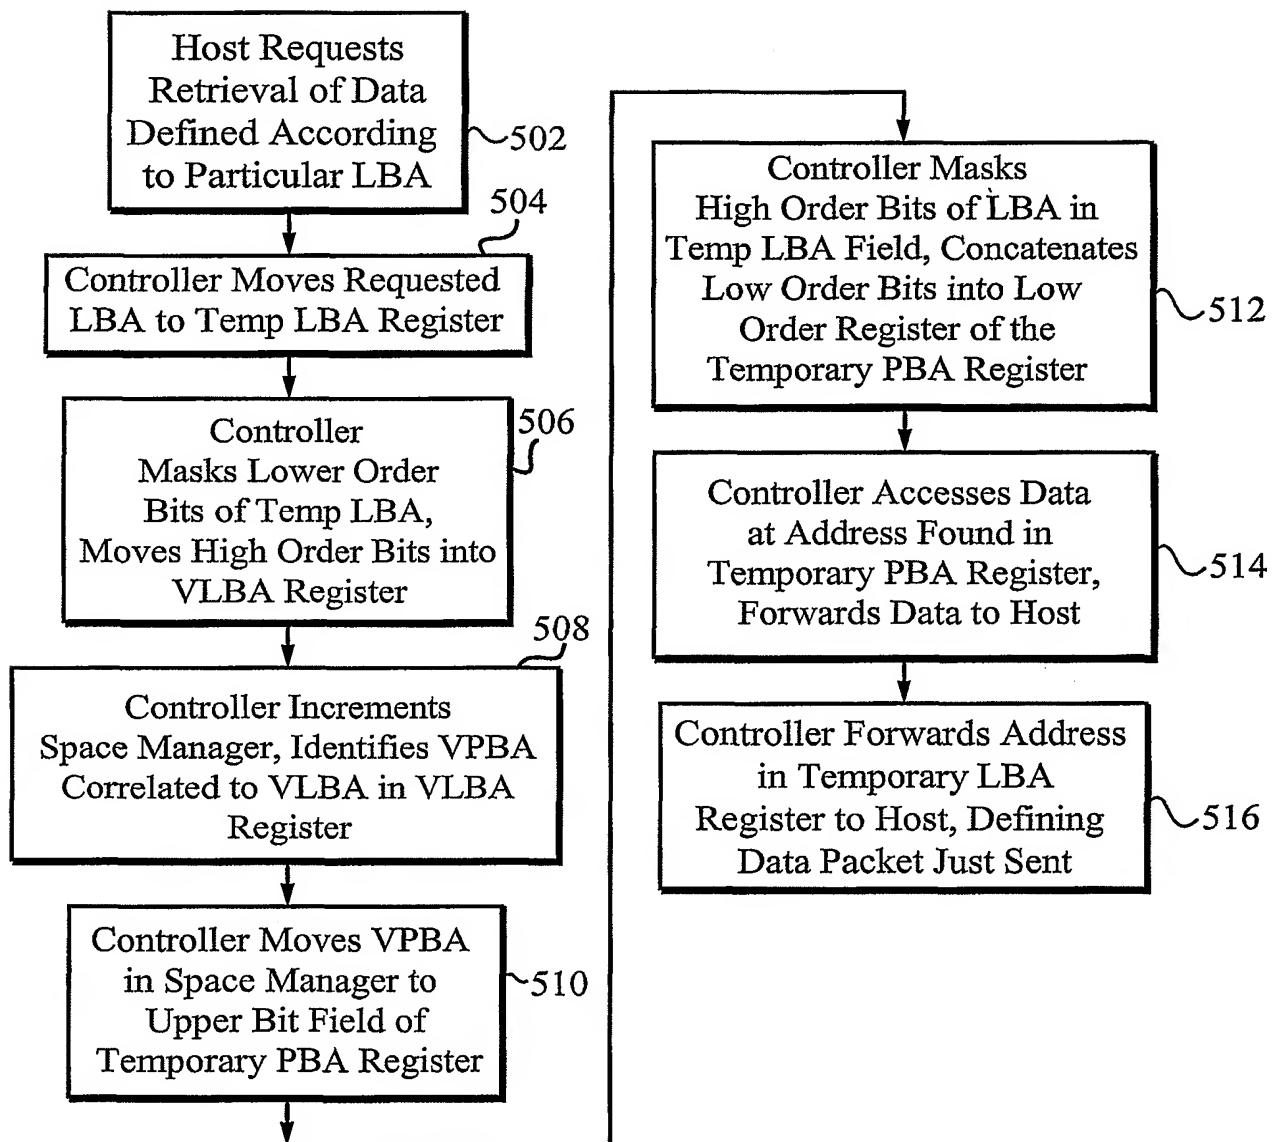 Host Requests
Retrieval of Data
Defined According
to Particular LBA
502
504
Controller Moves Requested
LBA to Temp LBA Register
506
Controller
Masks Lower Order
Bits of Temp LBA,
Moves High Order Bits into
VLBA Register
508
Controller Increments
Space Manager, Identifies VPBA
Correlated to VLBA in VLBA
Register
Controller Moves VPBA
in Space Manager to
Upper Bit Field of
Temporary PBA Register
510
Controller Masks
High Order Bits of LBA in
Temp LBA Field, Concatenates
Low Order Bits into Low
Order Register of the
Temporary PBA Register
512
Controller Accesses Data
at Address Found in
Temporary PBA Register,
Forwards Data to Host
514
Controller Forwards Address
in Temporary LBA
Register to Host, Defining
Data Packet Just Sent
516